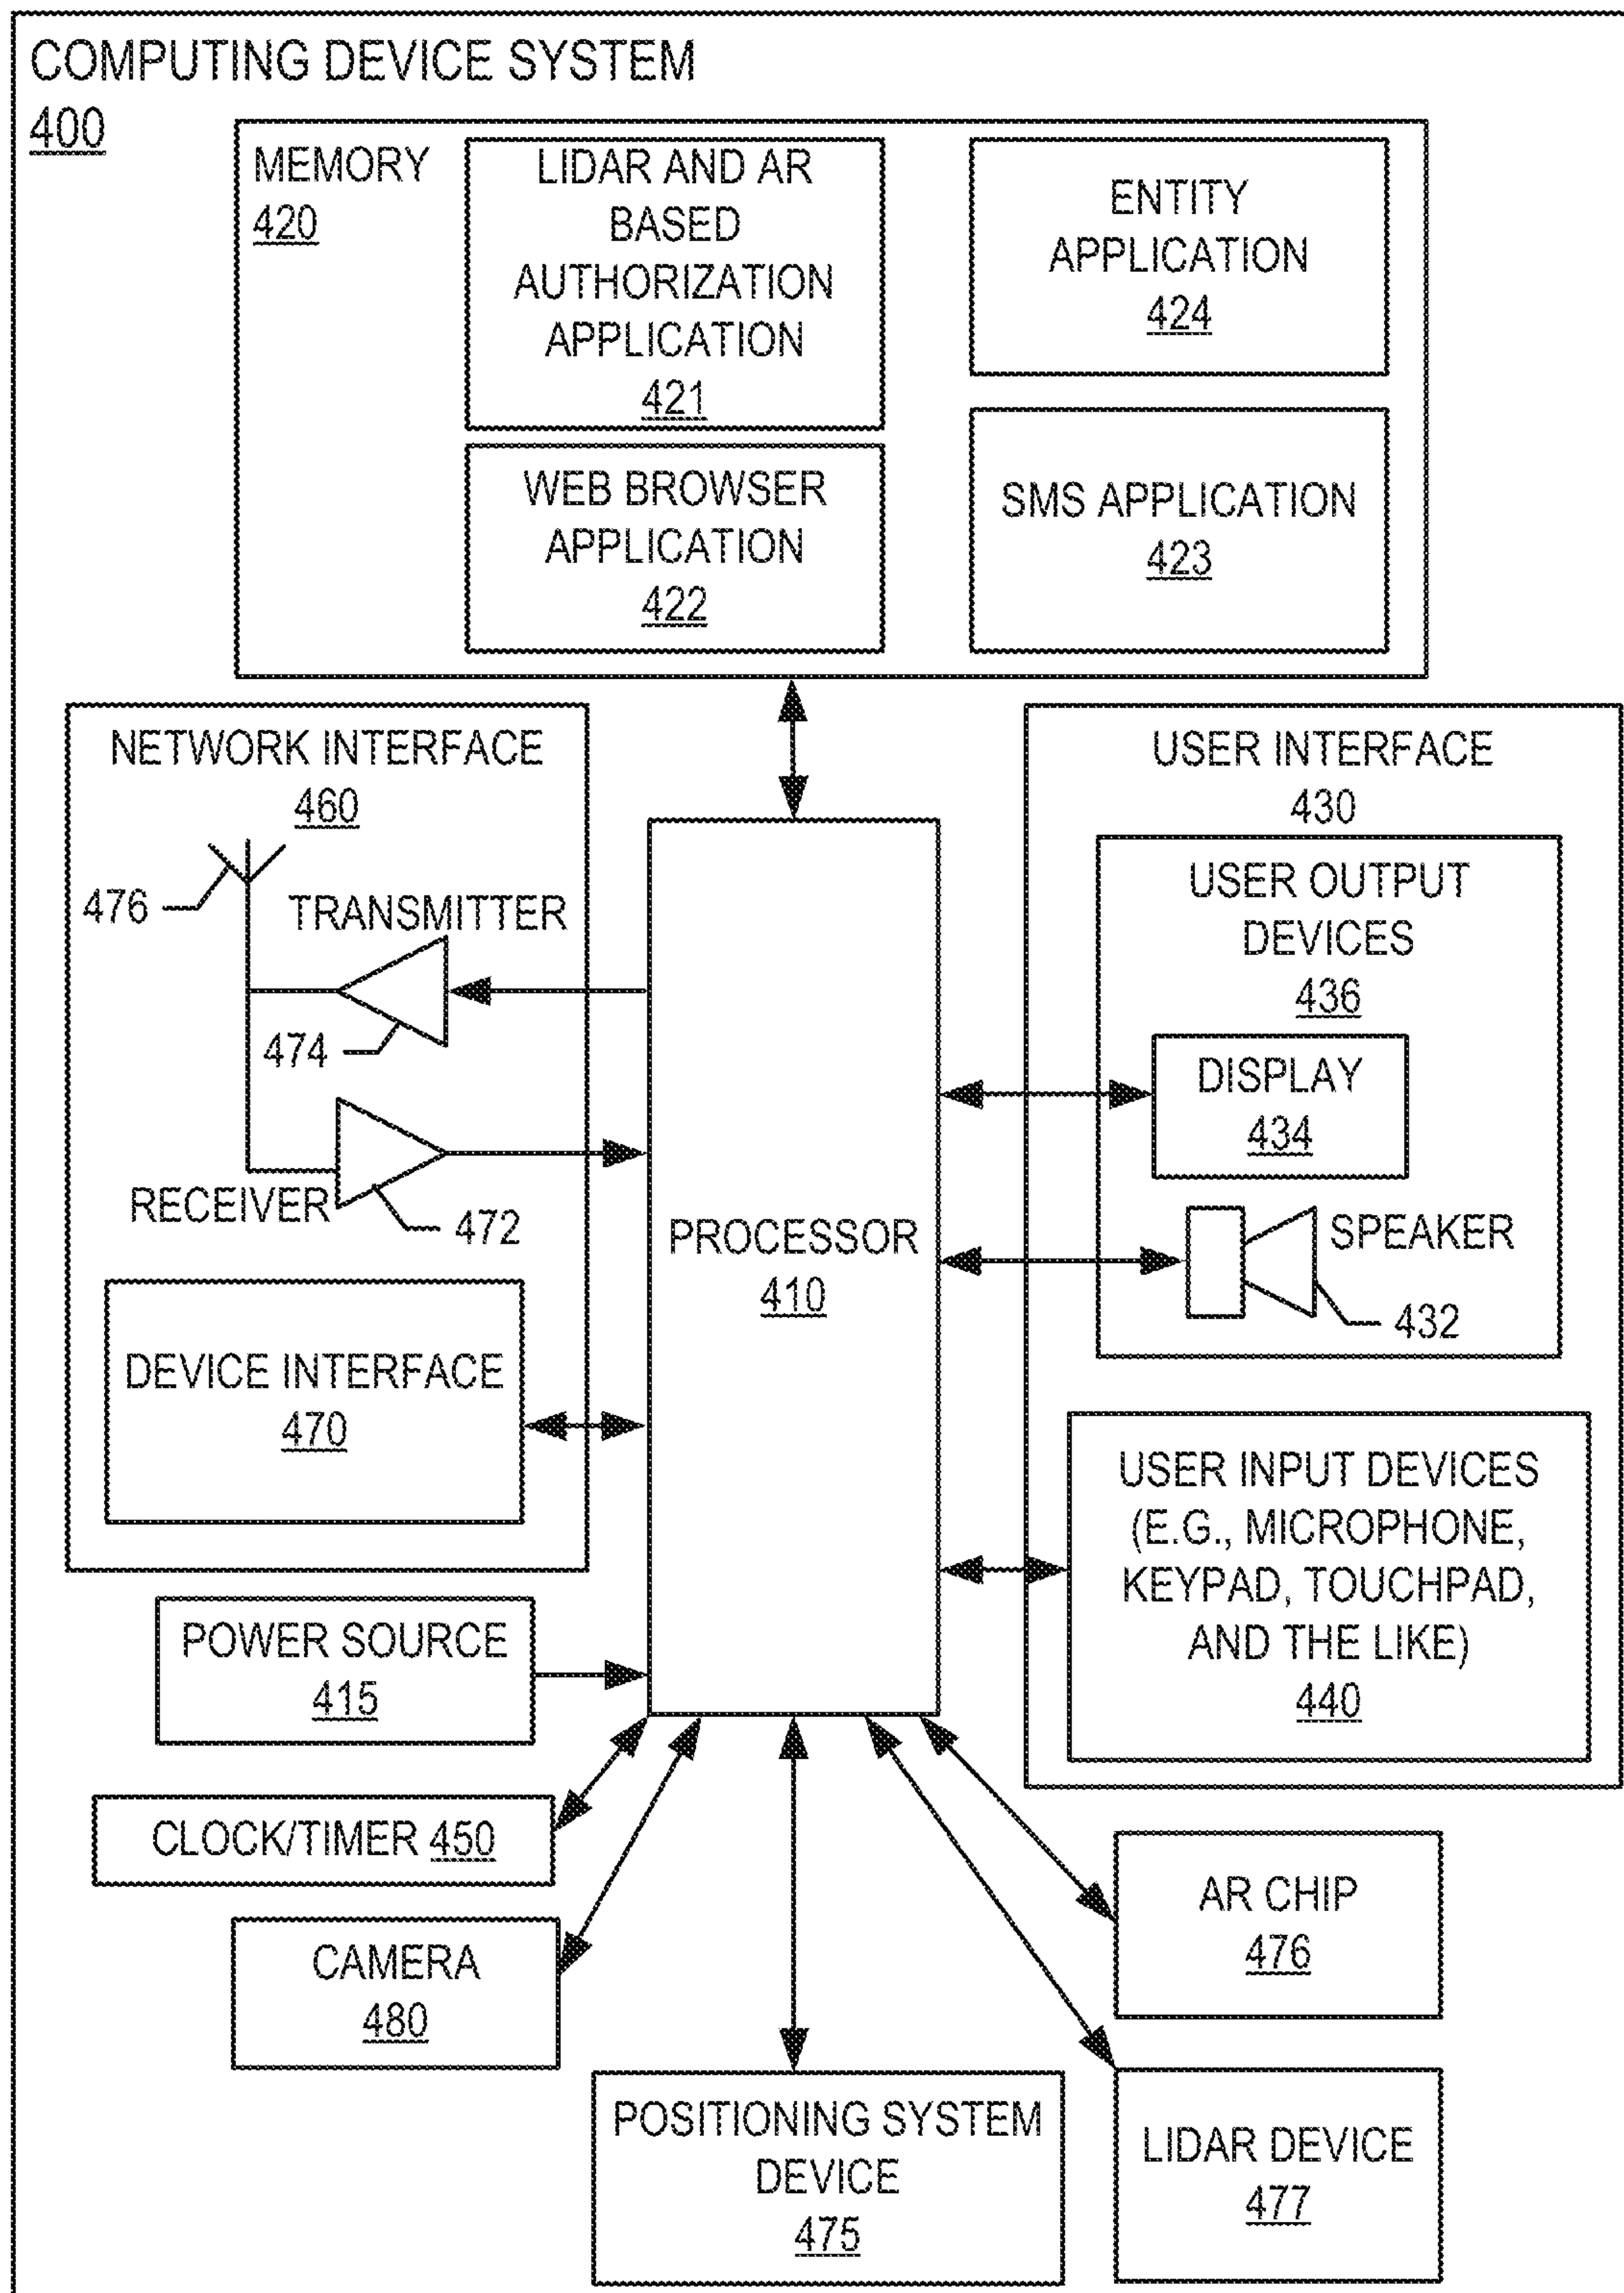 COMPUTING DEVICE SYSTEM
400
MEMORY
420
LIDAR AND AR
BASED
AUTHORIZATION
APPLICATION
421
ENTITY
APPLICATION
424
WEB BROWSER
APPLICATION
422
SMS APPLICATION
423
NETWORK INTERFACE
460
476
TRANSMITTER
474
RECEIVER
472
DEVICE INTERFACE
470
PROCESSOR
410
USER INTERFACE
430
USER OUTPUT
DEVICES
436
DISPLAY
434
SPEAKER
432
USER INPUT DEVICES
(E.G., MICROPHONE,
KEYPAD, TOUCHPAD,
AND THE LIKE)
440
POWER SOURCE
415
CLOCK/TIMER 450
CAMERA
480
POSITIONING SYSTEM
DEVICE
475
AR CHIP
476
LIDAR DEVICE
477